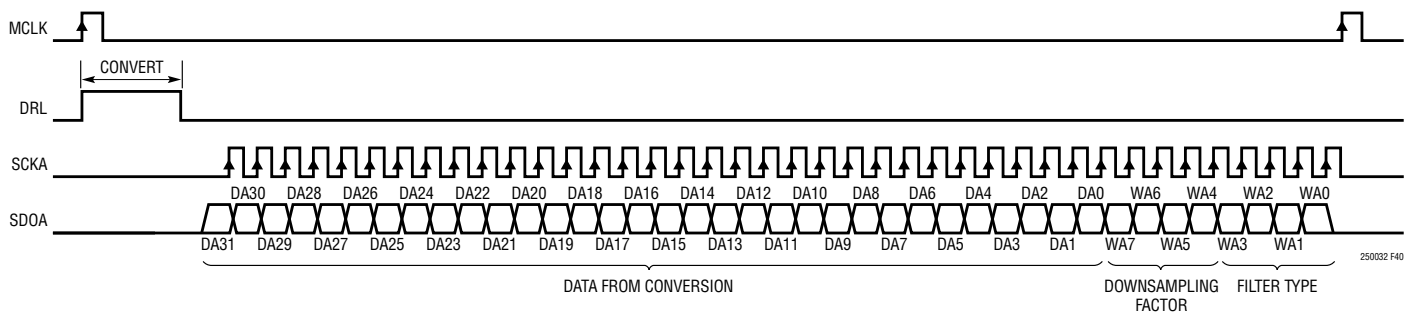 MCLK
CONVERT
DRL
SCKA
DA30 DA28 DA26 DA24 DA22 DA20 DA18 DA16 DA14 DA12 DA10 DA8 DA6 DA4 DA2 DA0 WA6 WA4 WA2 WA0
SDOA
DA31 DA29 DA27 DA25 DA23 DA21 DA19 DA17 DA15 DA13 DA11 DA9 DA7 DA5 DA3 DA1 WA7 WA5 WA3 WA1
250032 F40
DATA FROM CONVERSION
DOWNSAMPLING
FACTOR
FILTER TYPE